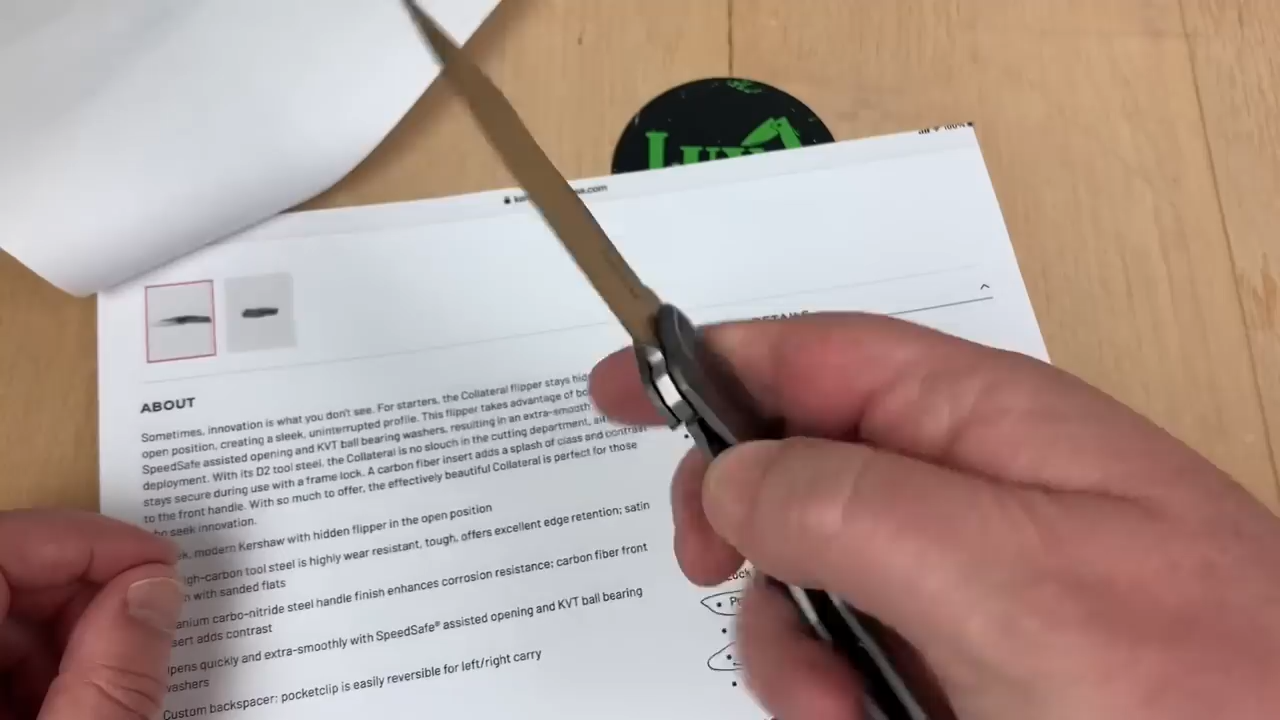 100%
.com
DETAILS
ABOUT
Sometimes, innovation is what you don't see. For starters, the Collateral flipper stays
open position, creating a sleek, uninterrupted profile. This flipper takes advantage of
SpeedSafe assisted opening and KVT ball bearing washers, resulting in an extra-smooth
deployment. With its D2 tool steel, the Collateral is no slouch in the cutting department,
stays secure during use with a frame lock. A carbon fiber insert adds a splash of class and contrast
to the front handle. With so much to offer, the effectively beautiful Collateral is perfect for those
who seek innovation.
modern Kershaw with hidden flipper in the open position
high-carbon tool steel is highly wear resistant, tough, offers excellent edge retention; satin
with sanded flats
carbo-nitride steel handle finish enhances corrosion resistance; carbon fiber front
insert adds contrast
Opens quickly and extra-smoothly with SpeedSafe® assisted opening and KVT ball bearing
washers
Custom backspacer; pocketclip is easily reversible for left/right carry